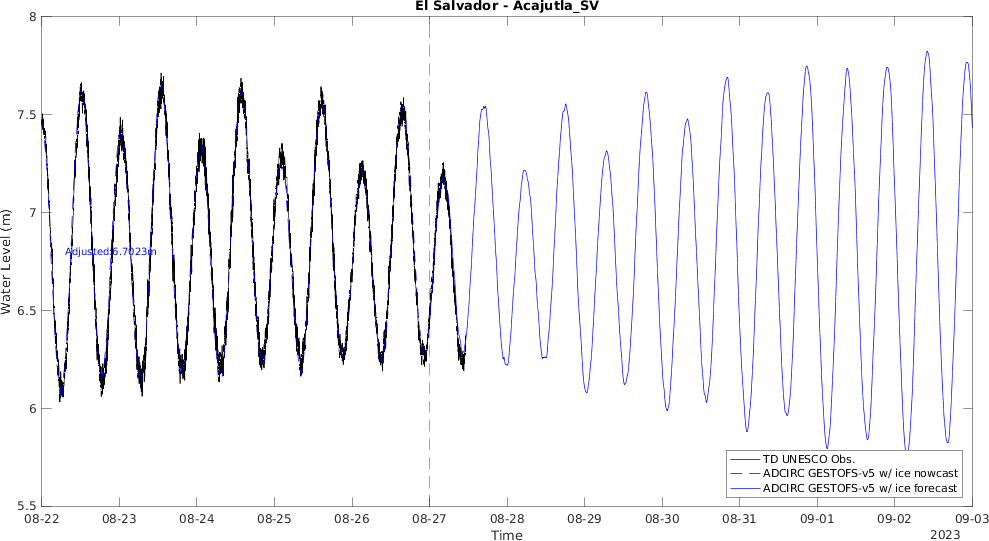 El Salvador - Acajutla_SV
8
7.5
7
6.5
6
5.5
Water Level (m)
Adjusted:6.7023m
TD UNESCO Obs.
ADCIRC GESTOFS-v5 w/ ice nowcast
ADCIRC GESTOFS-v5 w/ ice forecast
08-22 08-23 08-24 08-25 08-26 08-27 08-28 08-29 08-30 08-31 09-01 09-02 09-03
Time
2023